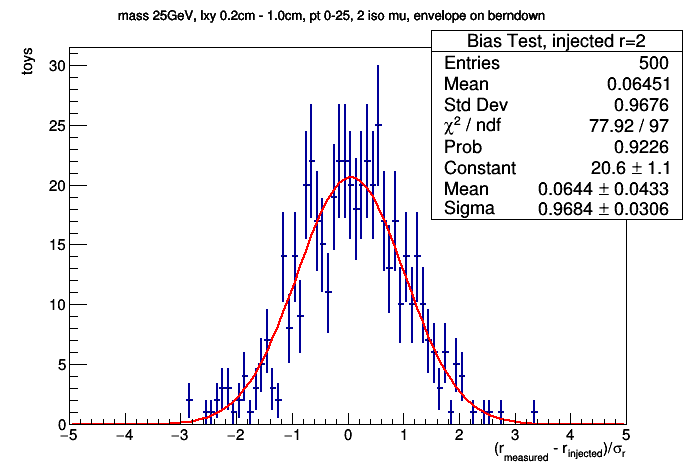 mass 25GeV, lxy 0.2cm - 1.0cm, pt 0-25, 2 iso mu, envelope on berndown
Bias Test, injected r=2
Entries 500
Mean 0.06451
Std Dev 0.9676
χ² / ndf 77.92 / 97
Prob 0.9226
Constant 20.6 ± 1.1
Mean 0.0644 ± 0.0433
Sigma 0.9684 ± 0.0306
toys
30
25
20
15
10
5
0
−5 −4 −3 −2 −1 0 1 2 3 4 5
(r_measured - r_injected)/σ_r